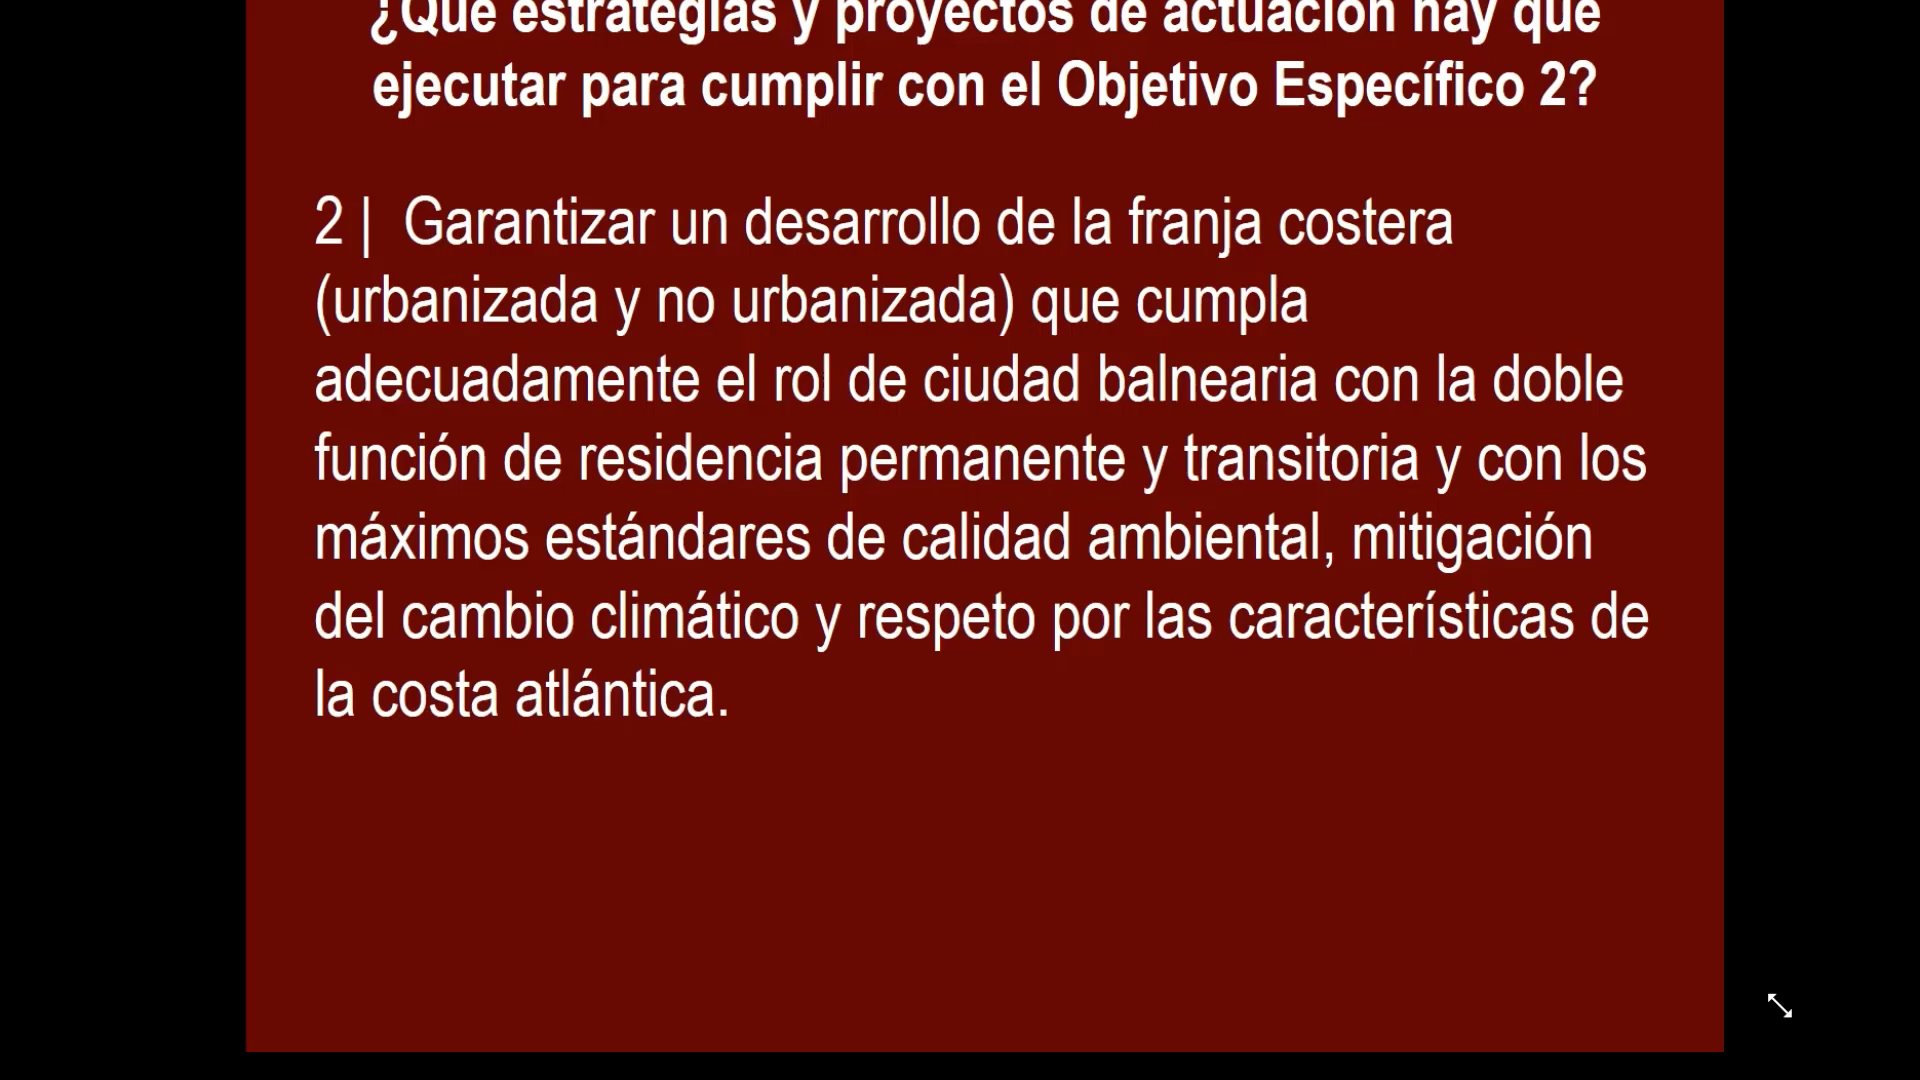 ¿Qué estrategias y proyectos de actuación hay que
ejecutar para cumplir con el Objetivo Específico 2?
2 | Garantizar un desarrollo de la franja costera
(urbanizada y no urbanizada) que cumpla
adecuadamente el rol de ciudad balnearia con la doble
función de residencia permanente y transitoria y con los
máximos estándares de calidad ambiental, mitigación
del cambio climático y respeto por las características de
la costa atlántica.